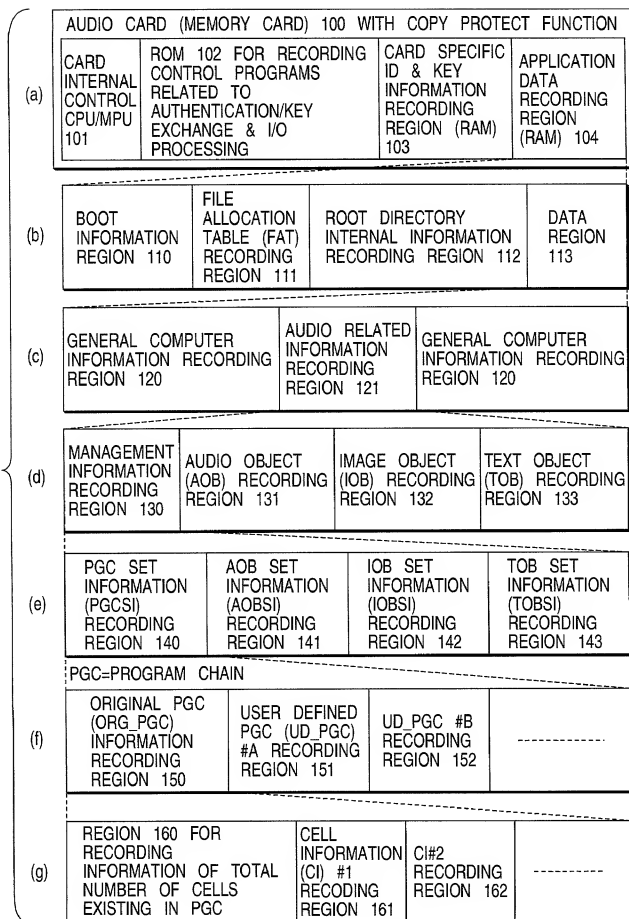 AUDIO CARD (MEMORY CARD) 100 WITH COPY PROTECT FUNCTION
(a)
CARD
INTERNAL
CONTROL
CPU/MPU
101
ROM 102 FOR RECORDING
CONTROL PROGRAMS
RELATED TO
AUTHENTICATION/KEY
EXCHANGE & I/O
PROCESSING
CARD SPECIFIC
ID & KEY
INFORMATION
RECORDING
REGION (RAM)
103
APPLICATION
DATA
RECORDING
REGION
(RAM) 104
(b)
BOOT
INFORMATION
REGION 110
FILE
ALLOCATION
TABLE (FAT)
RECORDING
REGION 111
ROOT DIRECTORY
INTERNAL INFORMATION
RECORDING REGION 112
DATA
REGION
113
(c)
GENERAL COMPUTER
INFORMATION RECORDING
REGION 120
AUDIO RELATED
INFORMATION
RECORDING
REGION 121
GENERAL COMPUTER
INFORMATION RECORDING
REGION 120
(d)
MANAGEMENT
INFORMATION
RECORDING
REGION 130
AUDIO OBJECT
(AOB) RECORDING
REGION 131
IMAGE OBJECT
(IOB) RECORDING
REGION 132
TEXT OBJECT
(TOB) RECORDING
REGION 133
(e)
PGC SET
INFORMATION
(PGCSI)
RECORDING
REGION 140
AOB SET
INFORMATION
(AOBSI)
RECORDING
REGION 141
IOB SET
INFORMATION
(IOBSI)
RECORDING
REGION 142
TOB SET
INFORMATION
(TOBSI)
RECORDING
REGION 143
PGC=PROGRAM CHAIN
(f)
ORIGINAL PGC
(ORG_PGC)
INFORMATION
RECORDING
REGION 150
USER DEFINED
PGC (UD_PGC)
#A RECORDING
REGION 151
UD_PGC #B
RECORDING
REGION 152
(g)
REGION 160 FOR
RECORDING
INFORMATION OF TOTAL
NUMBER OF CELLS
EXISTING IN PGC
CELL
INFORMATION
(CI) #1
RECODING
REGION 161
CI#2
RECORDING
REGION 162